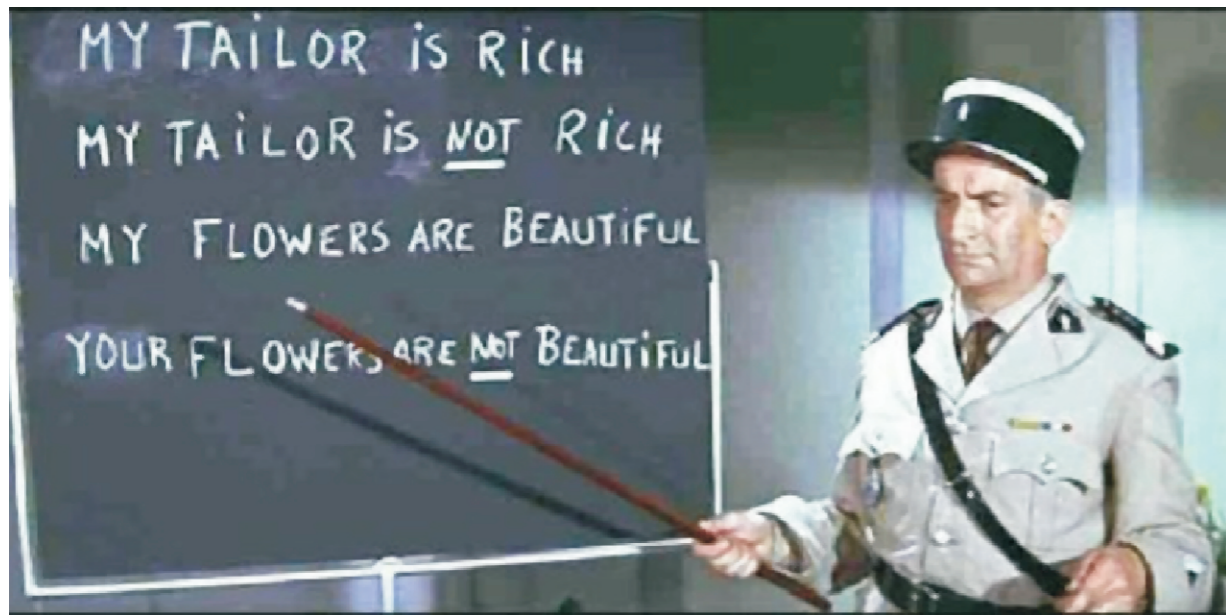 MY TAILOR iS RICH
MY TAILOR iS NOT RICH
MY FLOWERS ARE BEAUTIFUL
YOUR FLOWERS ARE NOT BEAUTIFUL